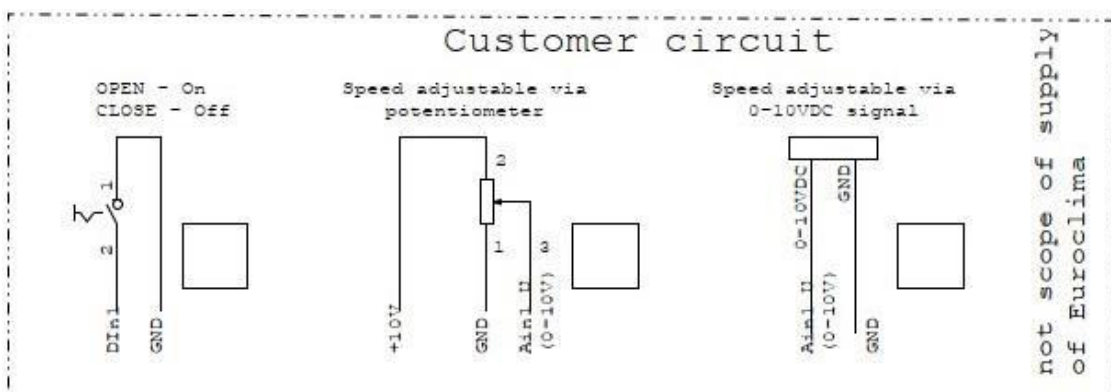 Customer circuit
OPEN - On
CLOSE - Off
1
2
DIn1
GND
Speed adjustable via
potentiometer
2
1
3
+10V
GND
Ain1 U
(0-10V)
Speed adjustable via
0-10VDC signal
0-10VDC
GND
Ain1 U
(0-10V)
GND
not scope of supply
of Euroclima